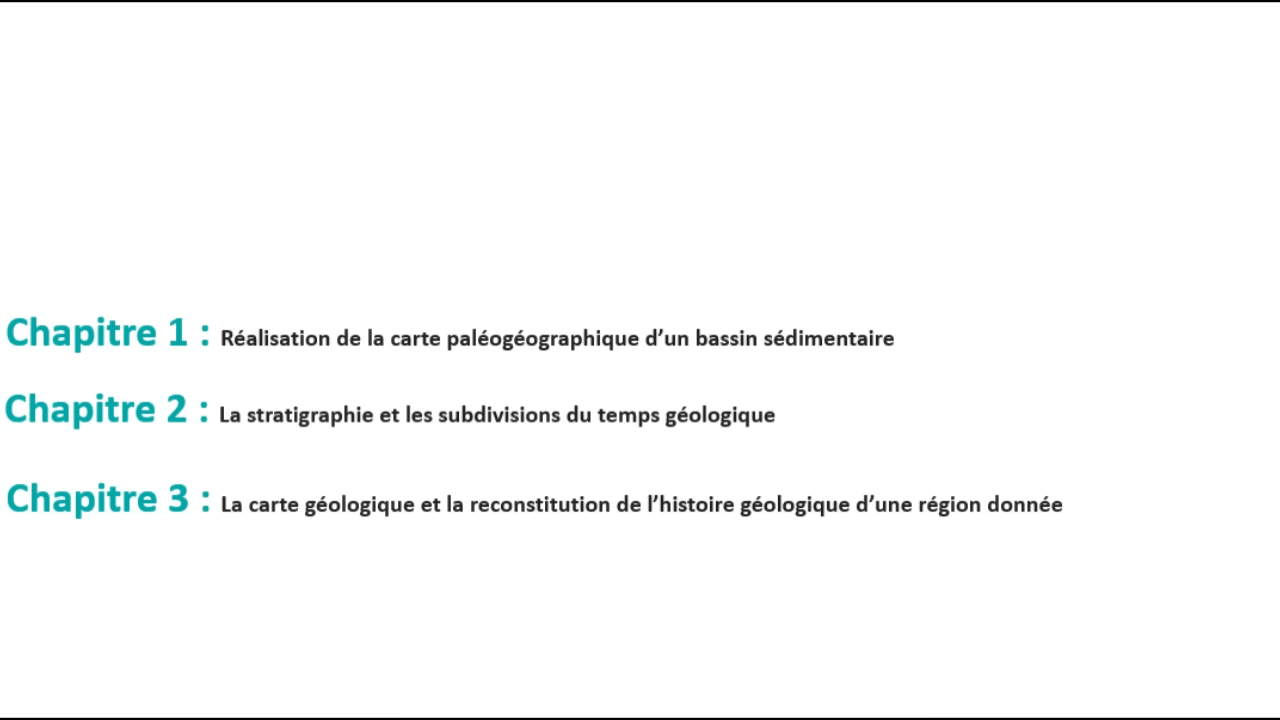 Chapitre 1 : Réalisation de la carte paléogéographique d’un bassin sédimentaire
Chapitre 2 : La stratigraphie et les subdivisions du temps géologique
Chapitre 3 : La carte géologique et la reconstitution de l’histoire géologique d’une région donnée